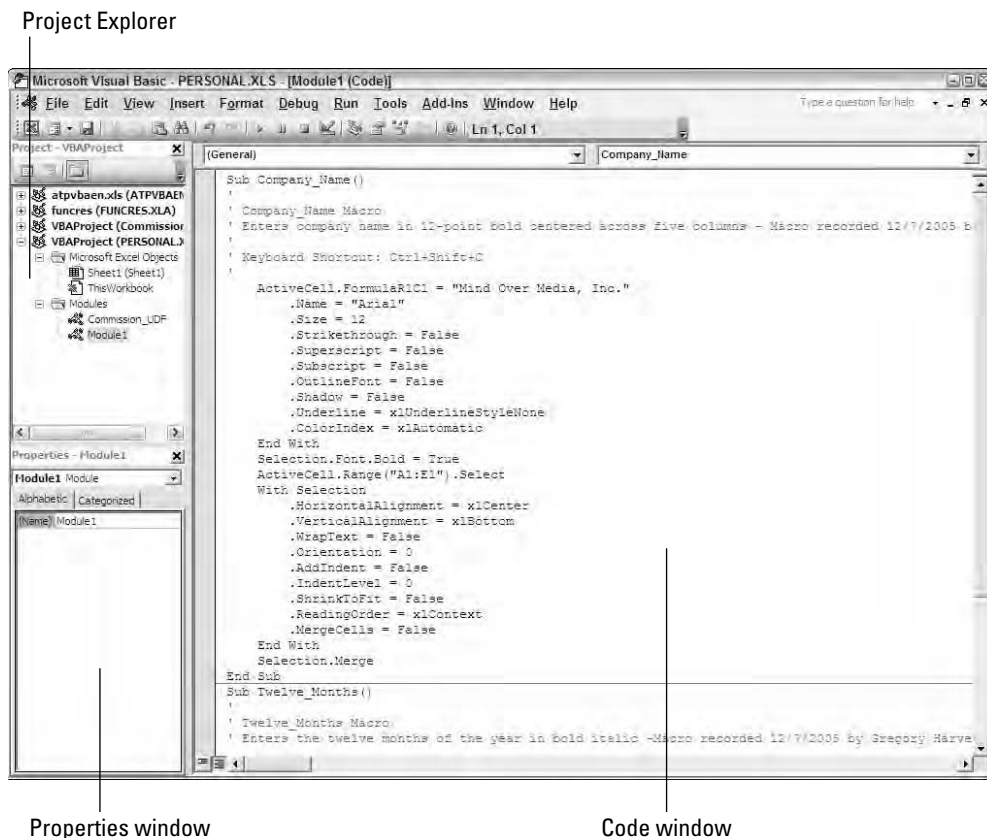 Project Explorer
Microsoft Visual Basic - PERSONAL.XLS - [Module1 (Code)]
File Edit View Insert Format Debug Run Tools Add-Ins Window Help
Type a question for help
Ln 1, Col 1
Project - VBAProject
(General)
Company_Name
atpvbaen.xls (ATPVBAEN
funcres (FUNCRES.XLA)
VBAProject (Commission
VBAProject (PERSONAL.X
Microsoft Excel Objects
Sheet1 (Sheet1)
ThisWorkbook
Modules
Commission_UDF
Module1
Properties - Module1
Module1 Module
Alphabetic Categorized
(Name) Module1
Sub Company_Name()
'
' Company_Name Macro
' Enters company name in 12-point bold centered across five columns - Macro recorded 12/7/2005 b
'
' Keyboard Shortcut: Ctrl+Shift+C
'
ActiveCell.FormulaR1C1 = "Mind Over Media, Inc."
.Name = "Arial"
.Size = 12
.Strikethrough = False
.Superscript = False
.Subscript = False
.OutlineFont = False
.Shadow = False
.Underline = xlUnderlineStyleNone
.ColorIndex = xlAutomatic
End With
Selection.Font.Bold = True
ActiveCell.Range("A1:E1").Select
With Selection
.HorizontalAlignment = xlCenter
.VerticalAlignment = xlBottom
.WrapText = False
.Orientation = 0
.AddIndent = False
.IndentLevel = 0
.ShrinkToFit = False
.ReadingOrder = xlContext
.MergeCells = False
End With
Selection.Merge
End Sub
Sub Twelve_Months()
'
' Twelve_Months Macro
' Enters the twelve months of the year in bold italic -Macro recorded 12/7/2005 by Gregory Harve
Properties window
Code window